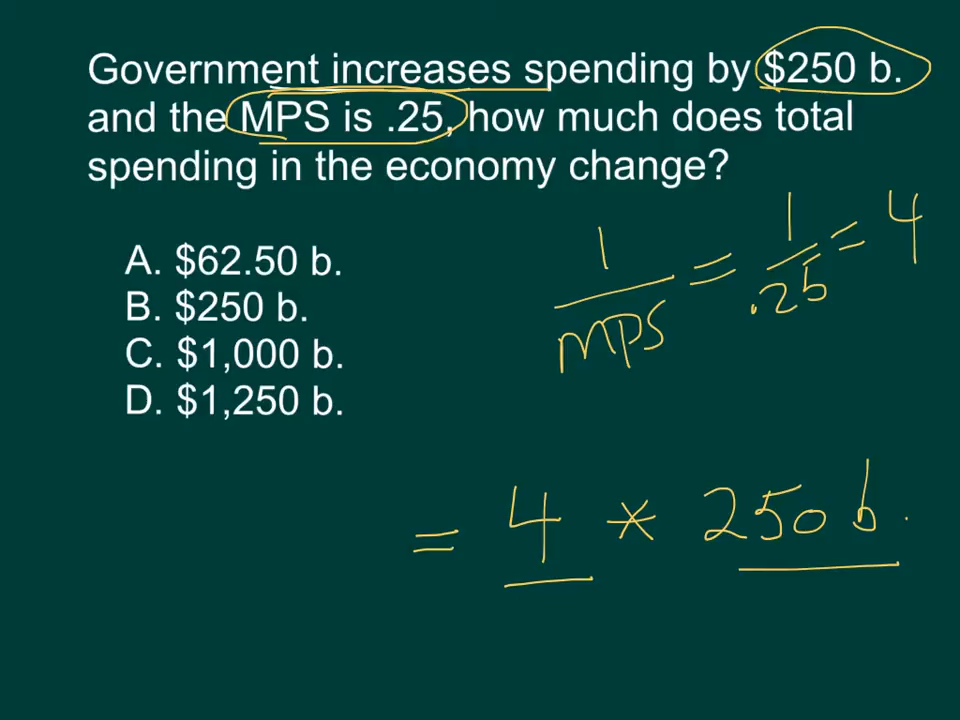 Government increases spending by $250 b.
and the MPS is .25, how much does total
spending in the economy change?
A. $62.50 b.
B. $250 b.
C. $1,000 b.
D. $1,250 b.
1/MPS = 1/.25 = 4
= 4 * 250 b.